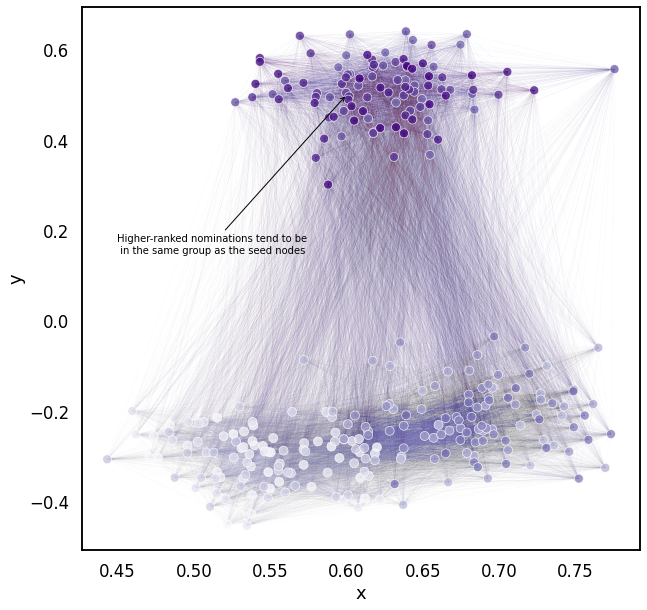 0.6
0.4
0.2
0.0
−0.2
−0.4
y
Higher-ranked nominations tend to be
in the same group as the seed nodes
0.45 0.50 0.55 0.60 0.65 0.70 0.75
x